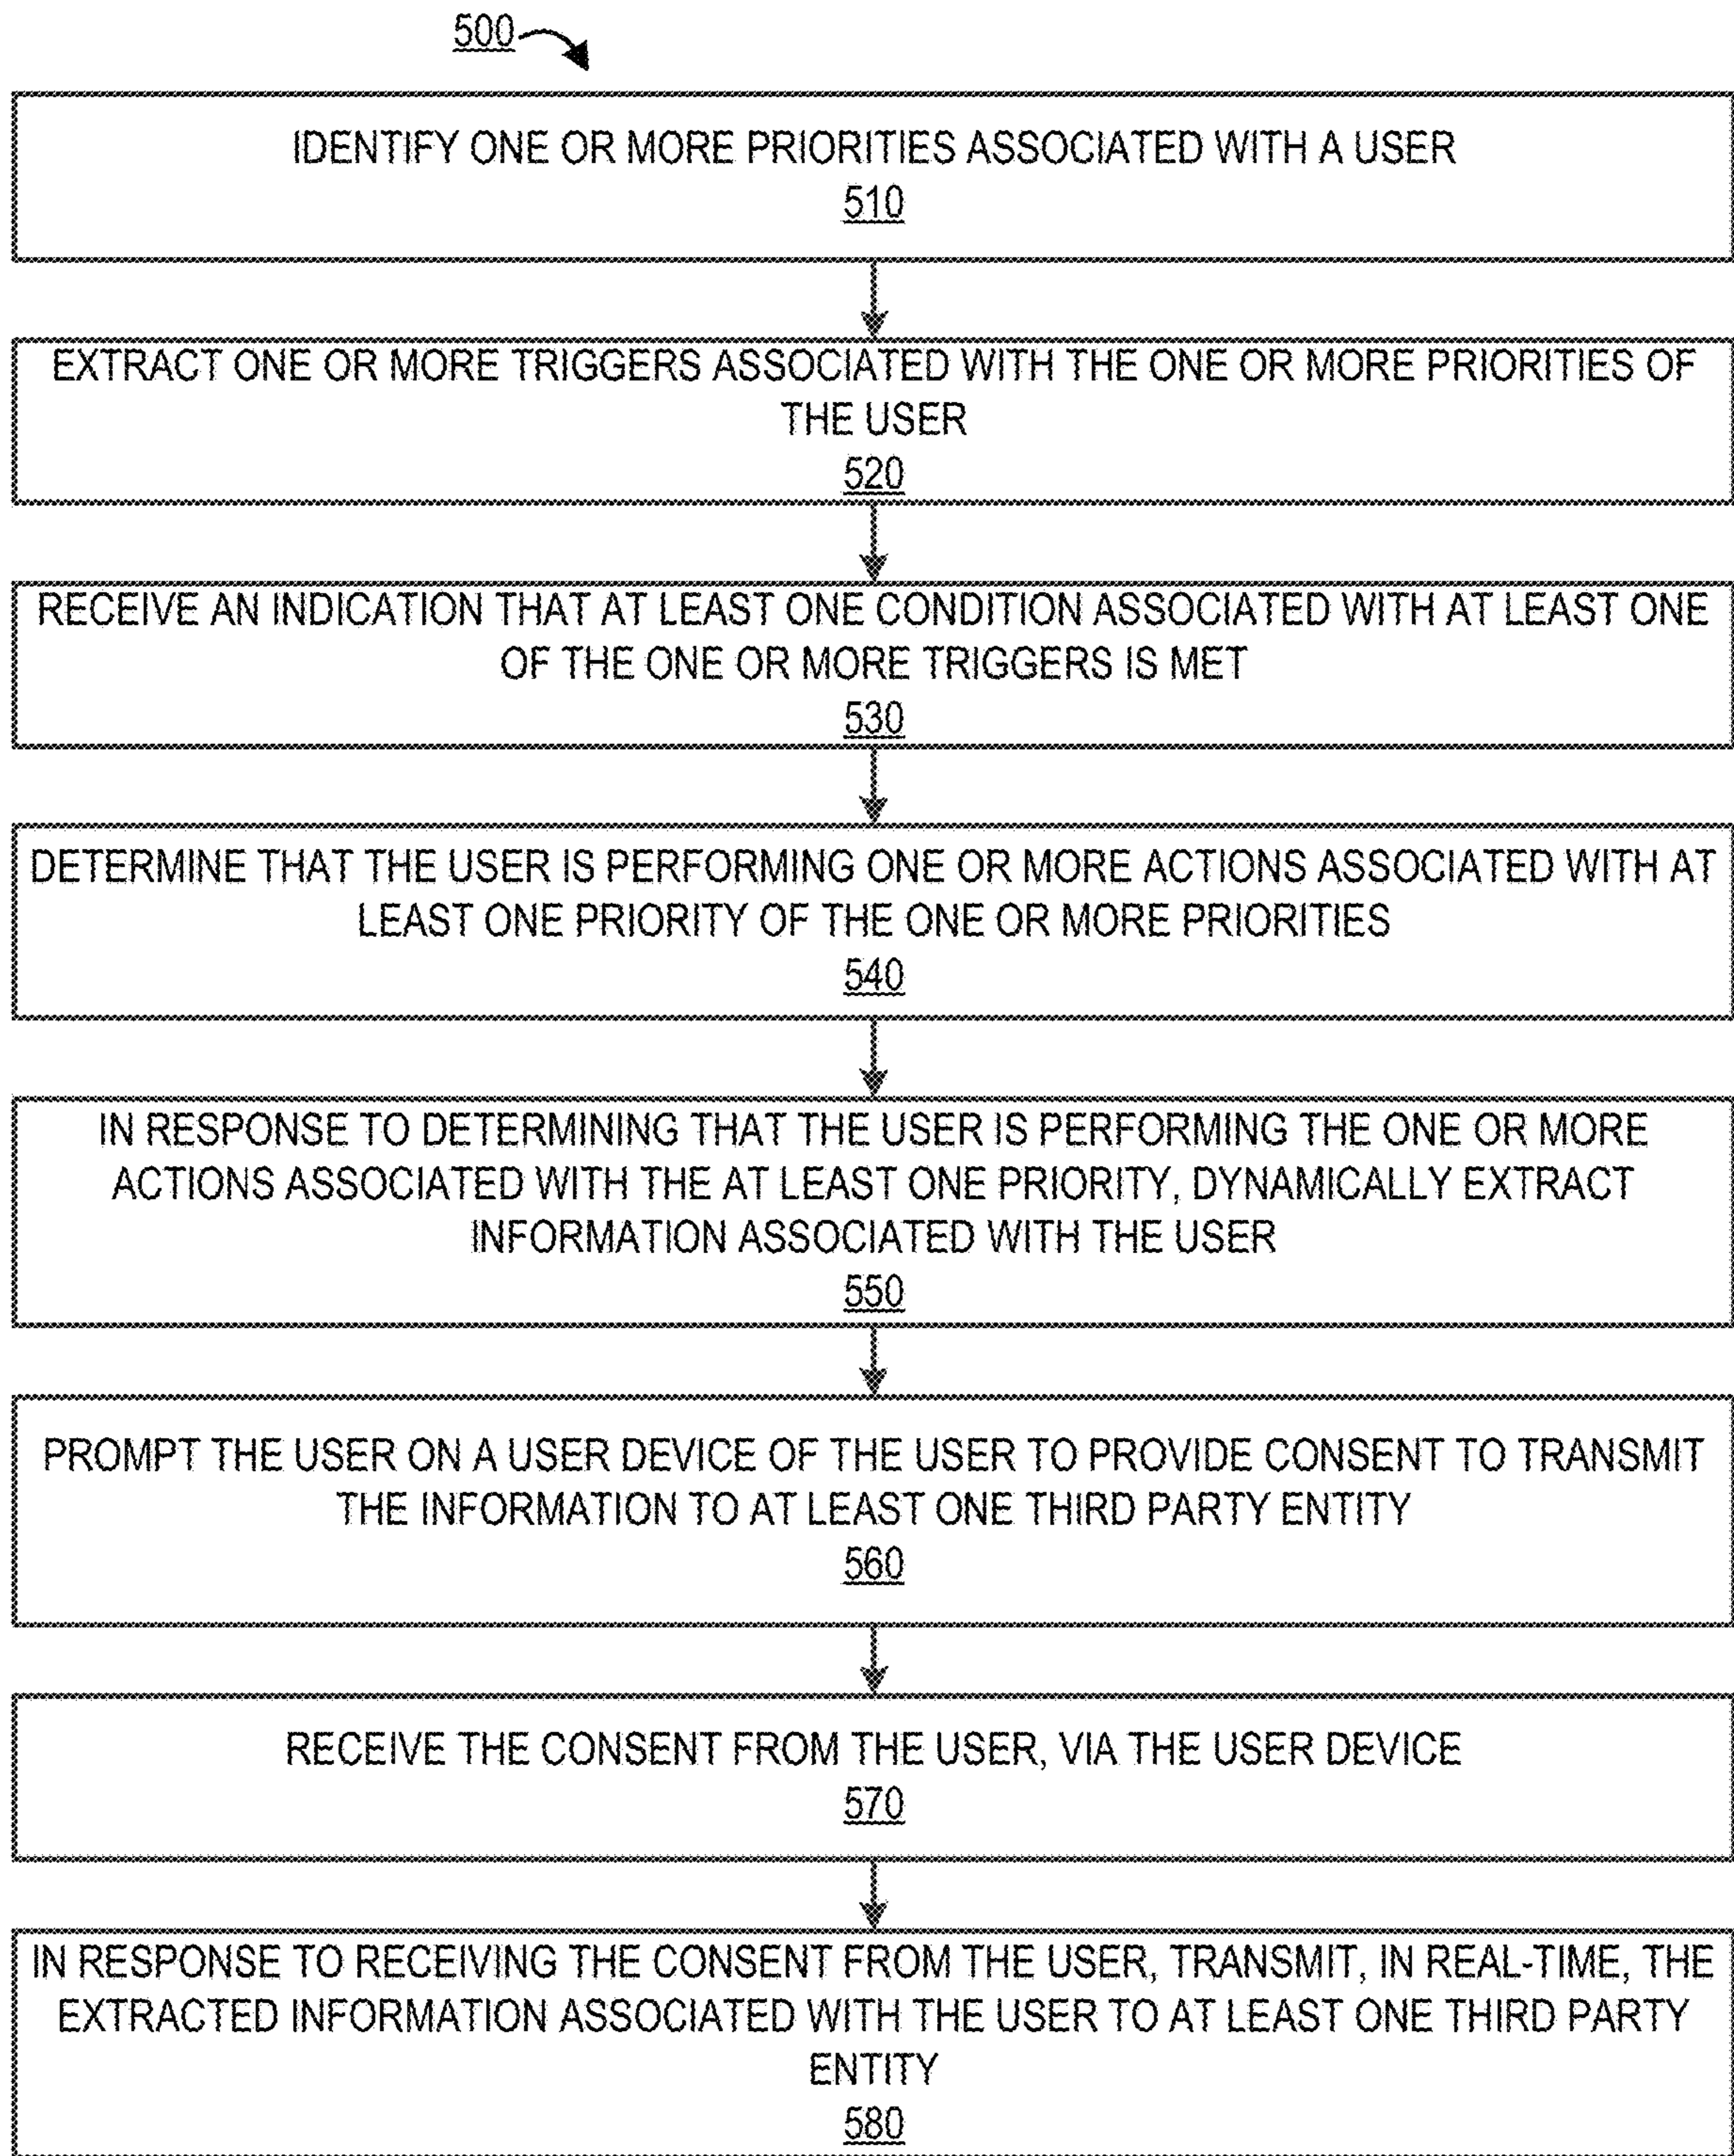 500
IDENTIFY ONE OR MORE PRIORITIES ASSOCIATED WITH A USER
510
EXTRACT ONE OR MORE TRIGGERS ASSOCIATED WITH THE ONE OR MORE PRIORITIES OF
THE USER
520
RECEIVE AN INDICATION THAT AT LEAST ONE CONDITION ASSOCIATED WITH AT LEAST ONE
OF THE ONE OR MORE TRIGGERS IS MET
530
DETERMINE THAT THE USER IS PERFORMING ONE OR MORE ACTIONS ASSOCIATED WITH AT
LEAST ONE PRIORITY OF THE ONE OR MORE PRIORITIES
540
IN RESPONSE TO DETERMINING THAT THE USER IS PERFORMING THE ONE OR MORE
ACTIONS ASSOCIATED WITH THE AT LEAST ONE PRIORITY, DYNAMICALLY EXTRACT
INFORMATION ASSOCIATED WITH THE USER
550
PROMPT THE USER ON A USER DEVICE OF THE USER TO PROVIDE CONSENT TO TRANSMIT
THE INFORMATION TO AT LEAST ONE THIRD PARTY ENTITY
560
RECEIVE THE CONSENT FROM THE USER, VIA THE USER DEVICE
570
IN RESPONSE TO RECEIVING THE CONSENT FROM THE USER, TRANSMIT, IN REAL-TIME, THE
EXTRACTED INFORMATION ASSOCIATED WITH THE USER TO AT LEAST ONE THIRD PARTY
ENTITY
580